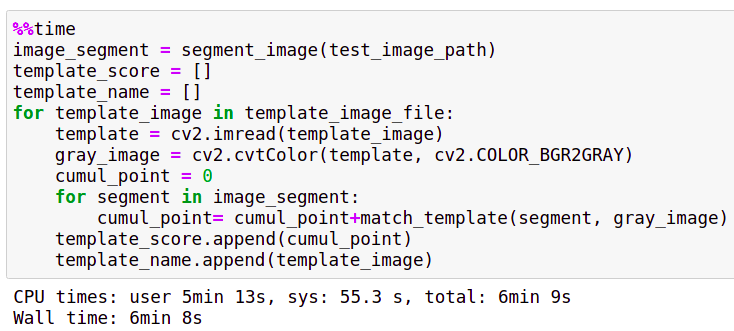 %%time
image_segment = segment_image(test_image_path)
template_score = []
template_name = []
for template_image in template_image_file:
    template = cv2.imread(template_image)
    gray_image = cv2.cvtColor(template, cv2.COLOR_BGR2GRAY)
    cumul_point = 0
    for segment in image_segment:
        cumul_point= cumul_point+match_template(segment, gray_image)
    template_score.append(cumul_point)
    template_name.append(template_image)
CPU times: user 5min 13s, sys: 55.3 s, total: 6min 9s
Wall time: 6min 8s